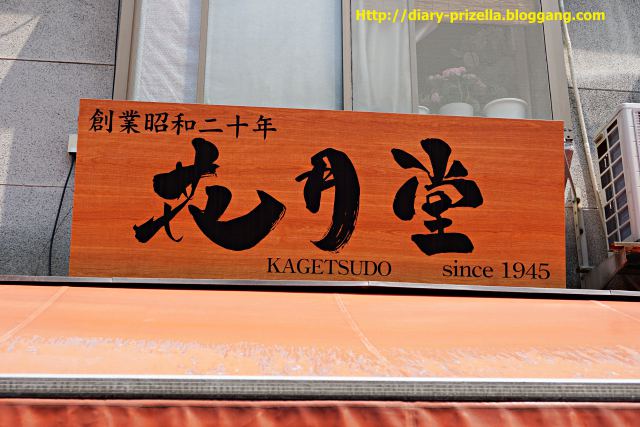 Http://diary-prizella.bloggang.com
創業昭和二十年
花月堂
KAGETSUDO since 1945